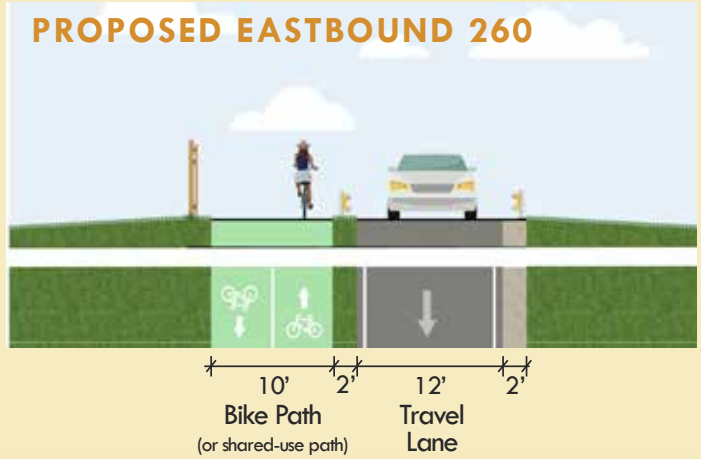 PROPOSED EASTBOUND 260
10’ 2’ 12’ 2’
Bike Path Travel
(or shared-use path) Lane